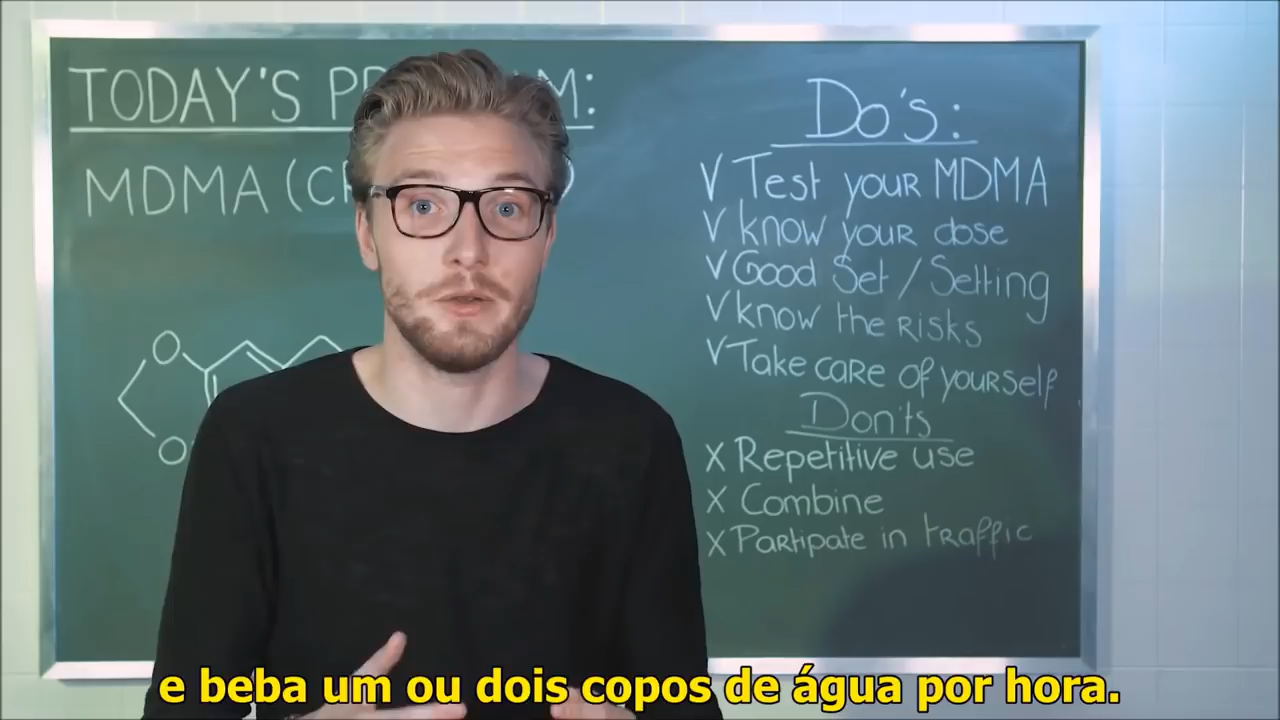 TODAY'S PR M:
MDMA (
O
O
Do's:
V Test your MDMA
V know your dose
V Good Set / Setting
V know the risks
V Take care of yourself
Don'ts
X Repetitive use
X Combine
X Partipate in traffic
e beba um ou dois copos de água por hora.